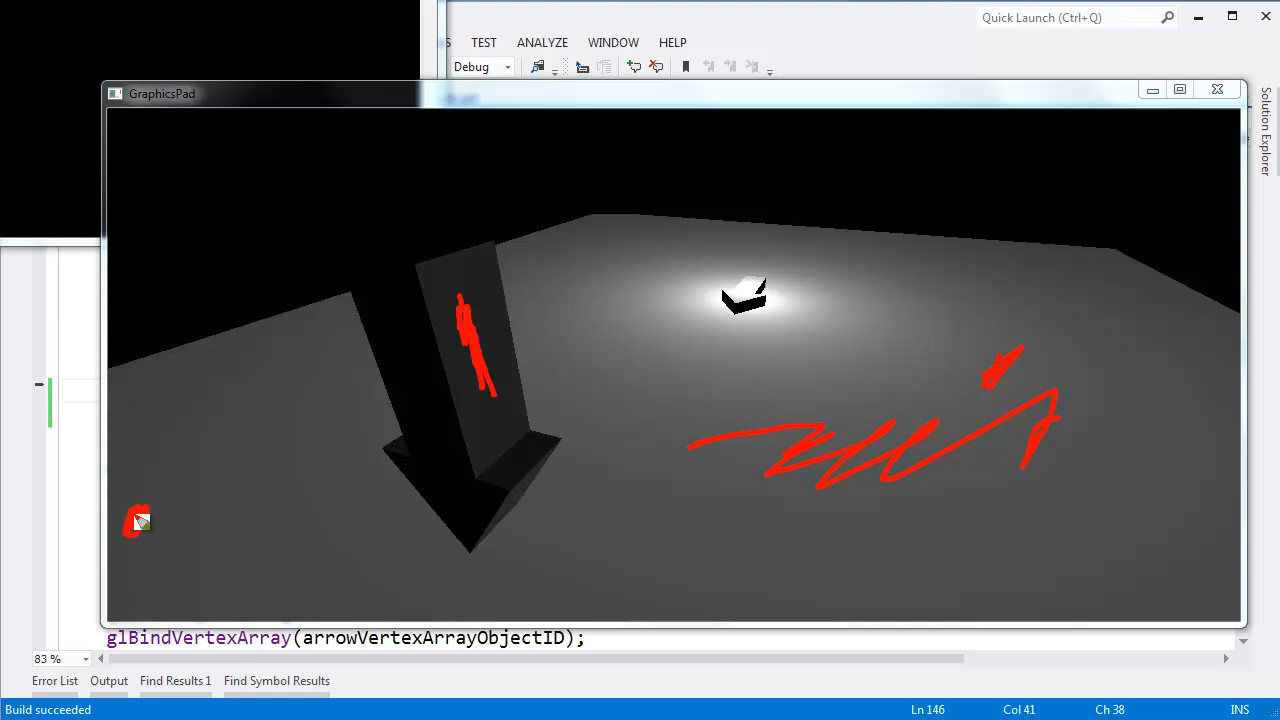 Quick Launch (Ctrl+Q)
S TEST ANALYZE WINDOW HELP
Debug
GraphicsPad
Solution Explorer
glBindVertexArray(arrowVertexArrayObjectID);
83 %
Error List Output Find Results 1 Find Symbol Results
Build succeeded Ln 146 Col 41 Ch 38 INS